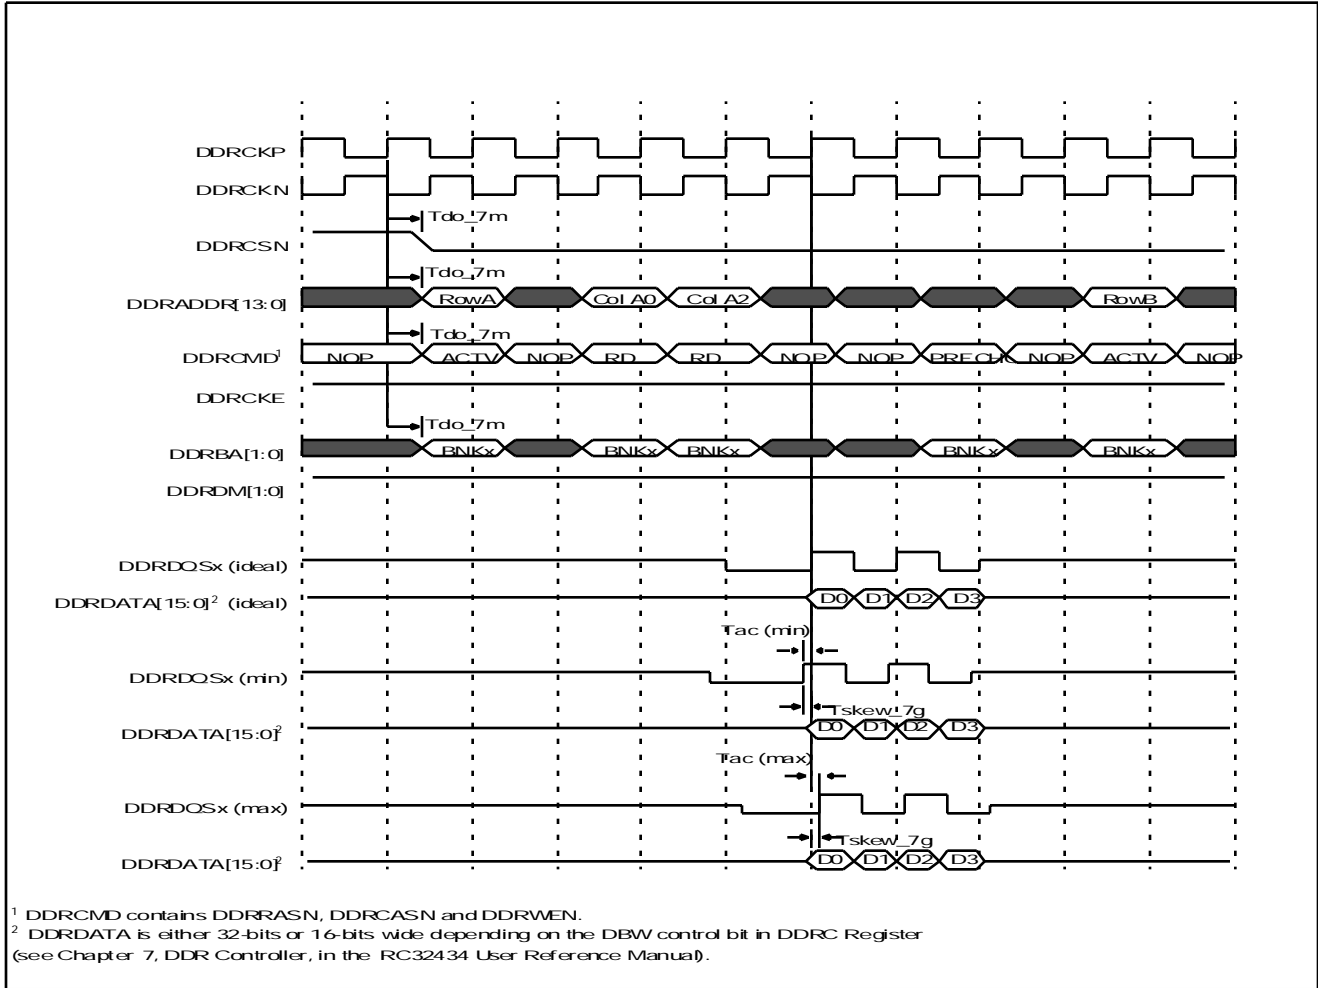 DDRCKP
DDRCKN
Tdo_7m
DDRCSN
Tdo_7m
DDRADDR[13:0] RowA Col A0 Col A2 RowB
Tdo_7m
DDRCMD¹ NOP ACTV NOP RD RD NOP NOP PRECHG NOP ACTV NOP
DDRCKE
Tdo_7m
DDRBA[1:0] BNKx BNKx BNKx BNKx BNKx
DDRDM[1:0]
DDRDQSx (ideal)
DDRDATA[15:0]² (ideal) D0 D1 D2 D3
Tac (min)
DDRDQSx (min)
Tskew_7g
DDRDATA[15:0]² D0 D1 D2 D3
Tac (max)
DDRDQSx (max)
Tskew_7g
DDRDATA[15:0]² D0 D1 D2 D3
¹ DDRCMD contains DDRRASN, DDRCASN and DDRWEN.
² DDRDATA is either 32-bits or 16-bits wide depending on the DBW control bit in DDRC Register
(see Chapter 7, DDR Controller, in the RC32434 User Reference Manual).